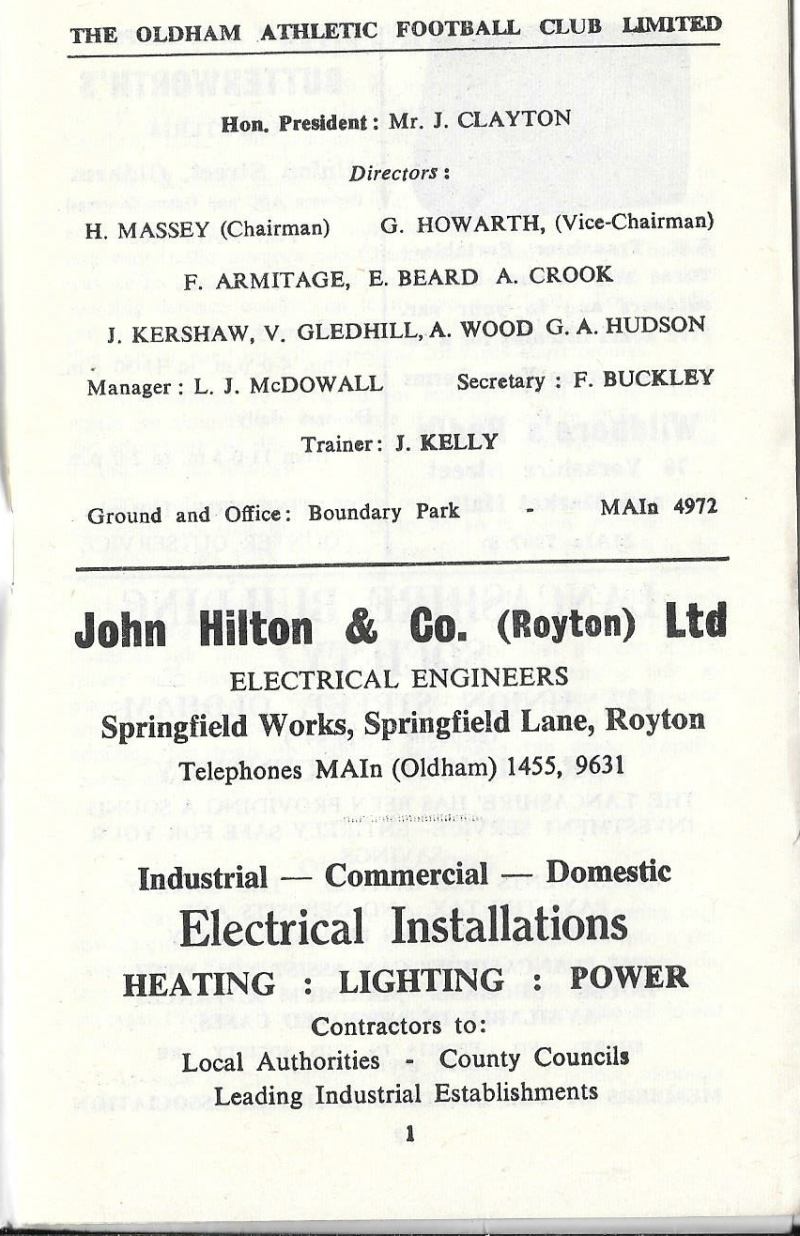 THE OLDHAM ATHLETIC FOOTBALL CLUB LIMITED
Hon. President: Mr. J. CLAYTON
Directors:
H. MASSEY (Chairman) G. HOWARTH, (Vice-Chairman)
F. ARMITAGE, E. BEARD A. CROOK
J. KERSHAW, V. GLEDHILL, A. WOOD G. A. HUDSON
Manager: L. J. McDOWALL Secretary: F. BUCKLEY
Trainer: J. KELLY
Ground and Office: Boundary Park - MAIn 4972
John Hilton & Co. (Royton) Ltd
ELECTRICAL ENGINEERS
Springfield Works, Springfield Lane, Royton
Telephones MAIn (Oldham) 1455, 9631
Industrial — Commercial — Domestic
Electrical Installations
HEATING : LIGHTING : POWER
Contractors to:
Local Authorities - County Councils
Leading Industrial Establishments
1